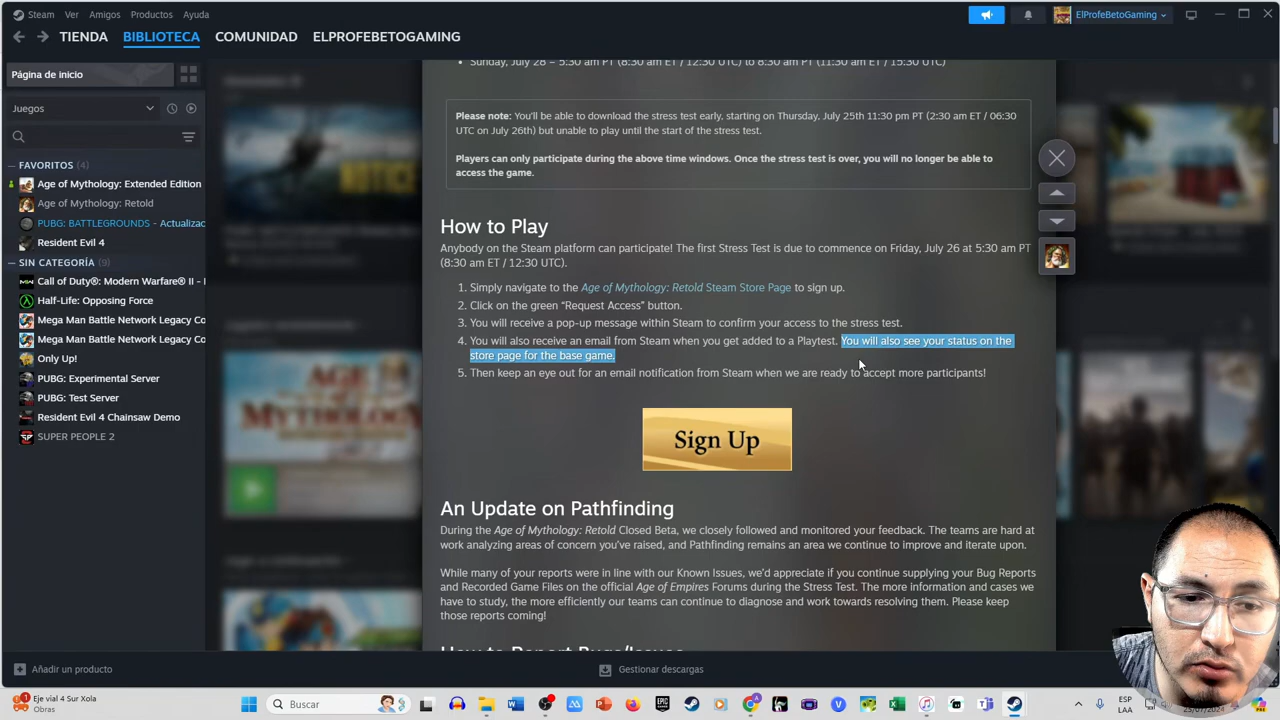 Steam Ver Amigos Productos Ayuda
ElProfeBetoGaming
TIENDA BIBLIOTECA COMUNIDAD ELPROFEBETOGAMING
Página de inicio
Juegos
FAVORITOS (4)
Age of Mythology: Extended Edition
Age of Mythology: Retold
PUBG: BATTLEGROUNDS - Actualizac
Resident Evil 4
SIN CATEGORÍA (9)
Call of Duty®: Modern Warfare® II -
Half-Life: Opposing Force
Mega Man Battle Network Legacy Co
Mega Man Battle Network Legacy Co
Only Up!
PUBG: Experimental Server
PUBG: Test Server
Resident Evil 4 Chainsaw Demo
SUPER PEOPLE 2
Sunday, July 28 – 5:30 am PT (8:30 am ET / 12:30 UTC) to 8:30 am PT (11:30 am ET / 15:30 UTC)
Please note: You'll be able to download the stress test early, starting on Thursday, July 25th 11:30 pm PT (2:30 am ET / 06:30
UTC on July 26th) but unable to play until the start of the stress test.
Players can only participate during the above time windows. Once the stress test is over, you will no longer be able to
access the game.
How to Play
Anybody on the Steam platform can participate! The first Stress Test is due to commence on Friday, July 26 at 5:30 am PT
(8:30 am ET / 12:30 UTC).
1. Simply navigate to the Age of Mythology: Retold Steam Store Page to sign up.
2. Click on the green “Request Access” button.
3. You will receive a pop-up message within Steam to confirm your access to the stress test.
4. You will also receive an email from Steam when you get added to a Playtest. You will also see your status on the
store page for the base game.
5. Then keep an eye out for an email notification from Steam when we are ready to accept more participants!
Sign Up
An Update on Pathfinding
During the Age of Mythology: Retold Closed Beta, we closely followed and monitored your feedback. The teams are hard at
work analyzing areas of concern you've raised, and Pathfinding remains an area we continue to improve and iterate upon.
While many of your reports were in line with our Known Issues, we'd appreciate if you continue supplying your Bug Reports
and Recorded Game Files on the official Age of Empires Forums during the Stress Test. The more information and cases we
have to study, the more efficiently our teams can continue to diagnose and work towards resolving them. Please keep
those reports coming!
How to Report Bugs/Issues
AGE
MYTHOLOGY
Añadir un producto
Gestionar descargas
Eje vial 4 Sur Xola
Obras
Buscar
ESP
LAA